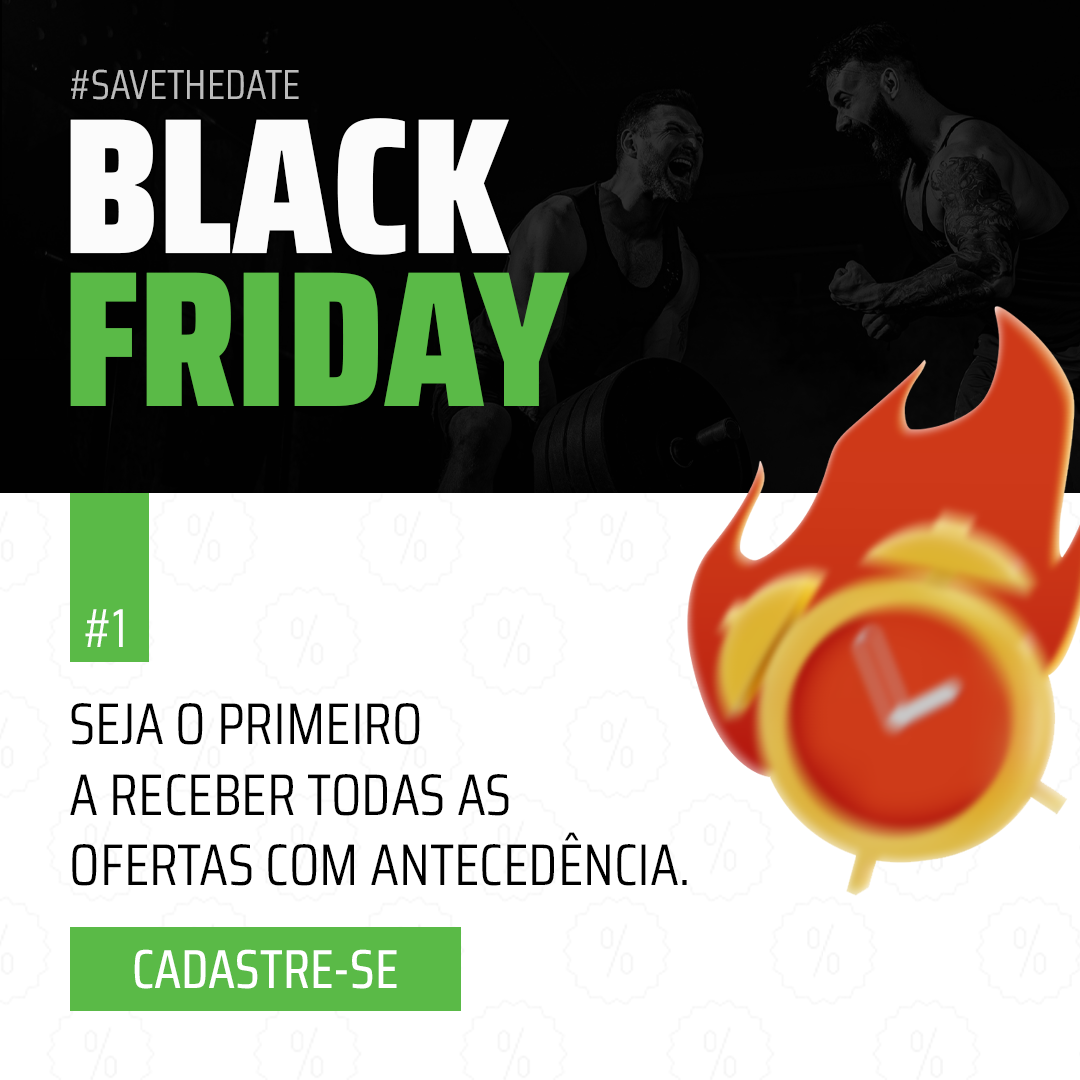 #SAVETHEDATE
BLACK
FRIDAY
#1
SEJA O PRIMEIRO
A RECEBER TODAS AS
OFERTAS COM ANTECEDÊNCIA.
CADASTRE-SE